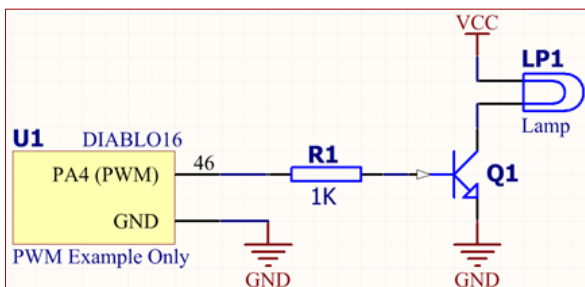 VCC
LP1
Lamp
U1 DIABLO16
PA4 (PWM) 46
R1
1K
Q1
GND
PWM Example Only
GND
GND